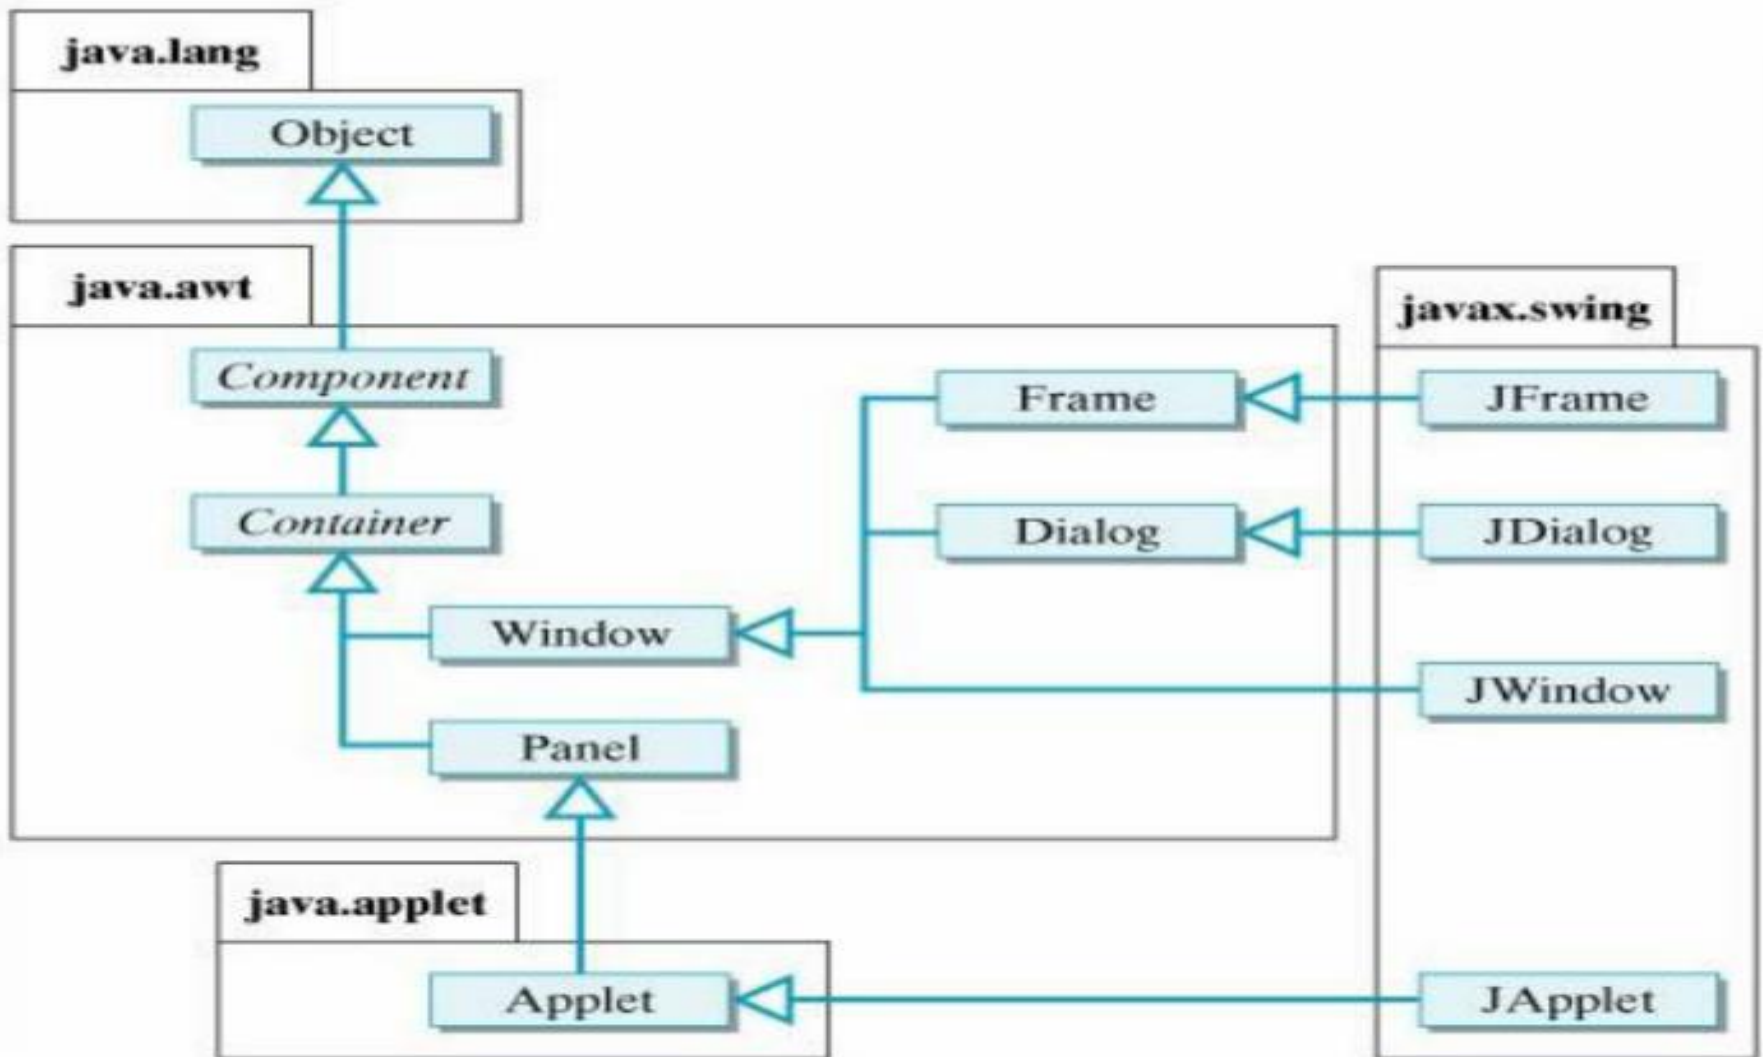 java.lang
Object
java.awt
javax.swing
Component
Frame
JFrame
Container
Dialog
JDialog
Window
JWindow
Panel
java.applet
Applet
JApplet